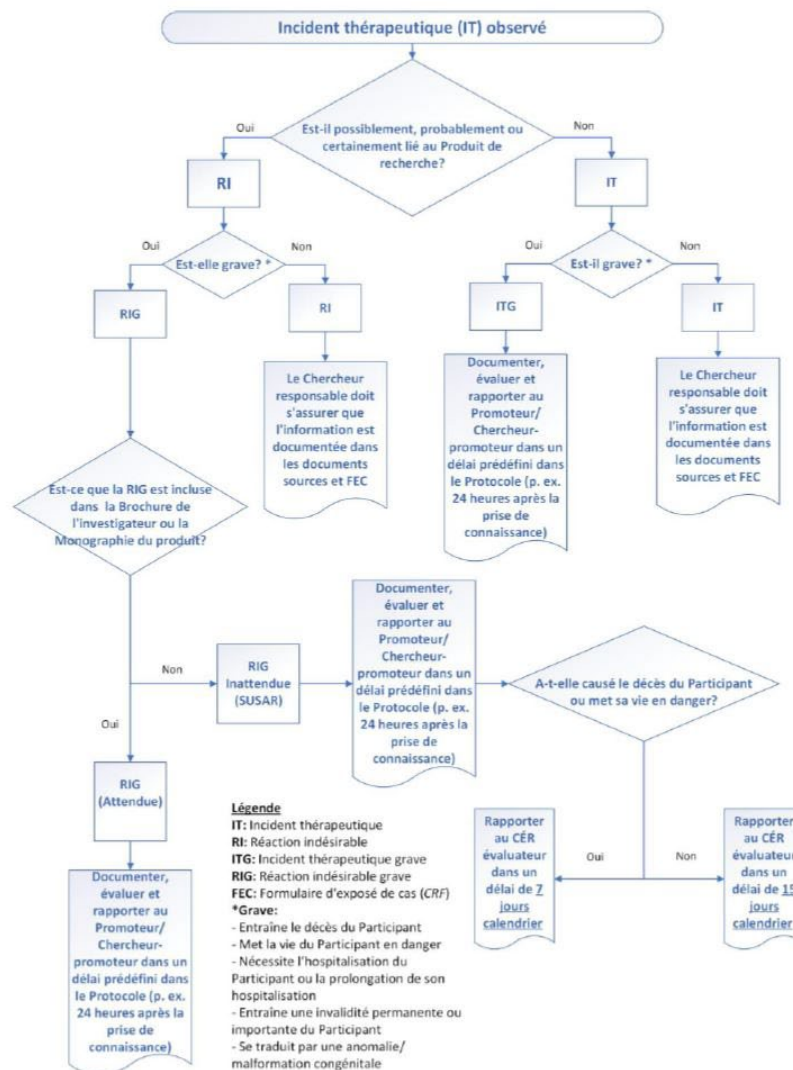 Incident thérapeutique (IT) observé
Est-il possiblement, probablement ou
certainement lié au Produit de
recherche?
Oui
Non
RI
IT
Oui
Non
Est-elle grave? *
Oui
Non
Est-il grave? *
RIG
RI
ITG
IT
Le Chercheur
responsable doit
s'assurer que
l'information est
documentée dans
les documents
sources et FEC
Documenter,
évaluer et
rapporter au
Promoteur/
Chercheur-
promoteur dans un
délai prédéfini dans
le Protocole (p. ex.
24 heures après la
prise de
connaissance)
Le Chercheur
responsable doit
s'assurer que
l'information est
documentée dans
les documents
sources et FEC
Est-ce que la RIG est incluse
dans la Brochure de
l'investigateur ou la
Monographie du produit?
Non
RIG
Inattendue
(SUSAR)
Documenter,
évaluer et
rapporter au
Promoteur/
Chercheur-
promoteur dans un
délai prédéfini dans
le Protocole (p. ex.
24 heures après la
prise de
connaissance)
A-t-elle causé le décès du Participant
ou met sa vie en danger?
Oui
RIG
(Attendue)
Documenter,
évaluer et
rapporter au
Promoteur/
Chercheur-
promoteur dans un
délai prédéfini dans
le Protocole (p. ex.
24 heures après la
prise de
connaissance)
Rapporter
au CÉR
évaluateur
dans un
délai de 7
jours
calendrier
Oui
Non
Rapporter
au CÉR
évaluateur
dans un
délai de 15
jours
calendrier
Légende
IT: Incident thérapeutique
RI: Réaction indésirable
ITG: Incident thérapeutique grave
RIG: Réaction indésirable grave
FEC: Formulaire d'exposé de cas (CRF)
*Grave:
- Entraîne le décès du Participant
- Met la vie du Participant en danger
- Nécessite l'hospitalisation du
Participant ou la prolongation de son
hospitalisation
- Entraîne une invalidité permanente ou
importante du Participant
- Se traduit par une anomalie/
malformation congénitale